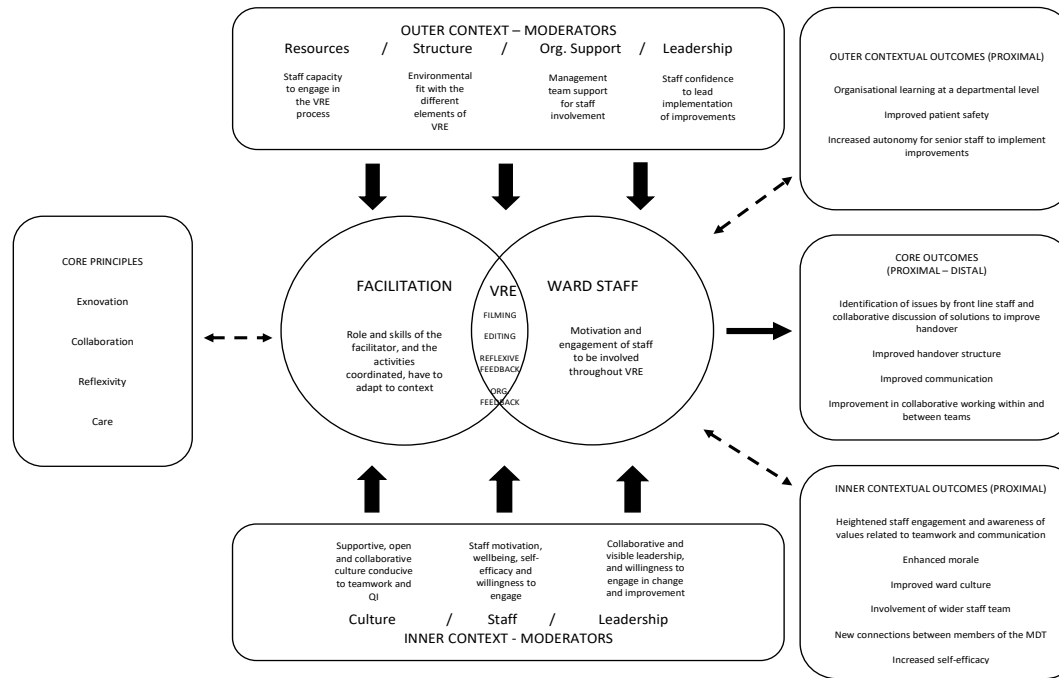 OUTER CONTEXT – MODERATORS
Resources / Structure / Org. Support / Leadership
Staff capacity
to engage in
the VRE
process
Environmental
fit with the
different
elements of
VRE
Management
team support
for staff
involvement
Staff confidence
to lead
implementation
of improvements
OUTER CONTEXTUAL OUTCOMES (PROXIMAL)
Organisational learning at a departmental level
Improved patient safety
Increased autonomy for senior staff to implement
improvements
CORE PRINCIPLES
Exnovation
Collaboration
Reflexivity
Care
FACILITATION
Role and skills of the
facilitator, and the
activities
coordinated, have to
adapt to context
VRE
FILMING
EDITING
REFLEXIVE
FEEDBACK
ORG
FEEDBACK
WARD STAFF
Motivation and
engagement of staff
to be involved
throughout VRE
CORE OUTCOMES
(PROXIMAL – DISTAL)
Identification of issues by front line staff and
collaborative discussion of solutions to improve
handover
Improved handover structure
Improved communication
Improvement in collaborative working within and
between teams
Supportive, open
and collaborative
culture conducive
to teamwork and
QI
Staff motivation,
wellbeing, self-
efficacy and
willingness to
engage
Collaborative and
visible leadership,
and willingness to
engage in change
and improvement
Culture / Staff / Leadership
INNER CONTEXT - MODERATORS
INNER CONTEXTUAL OUTCOMES (PROXIMAL)
Heightened staff engagement and awareness of
values related to teamwork and communication
Enhanced morale
Improved ward culture
Involvement of wider staff team
New connections between members of the MDT
Increased self-efficacy